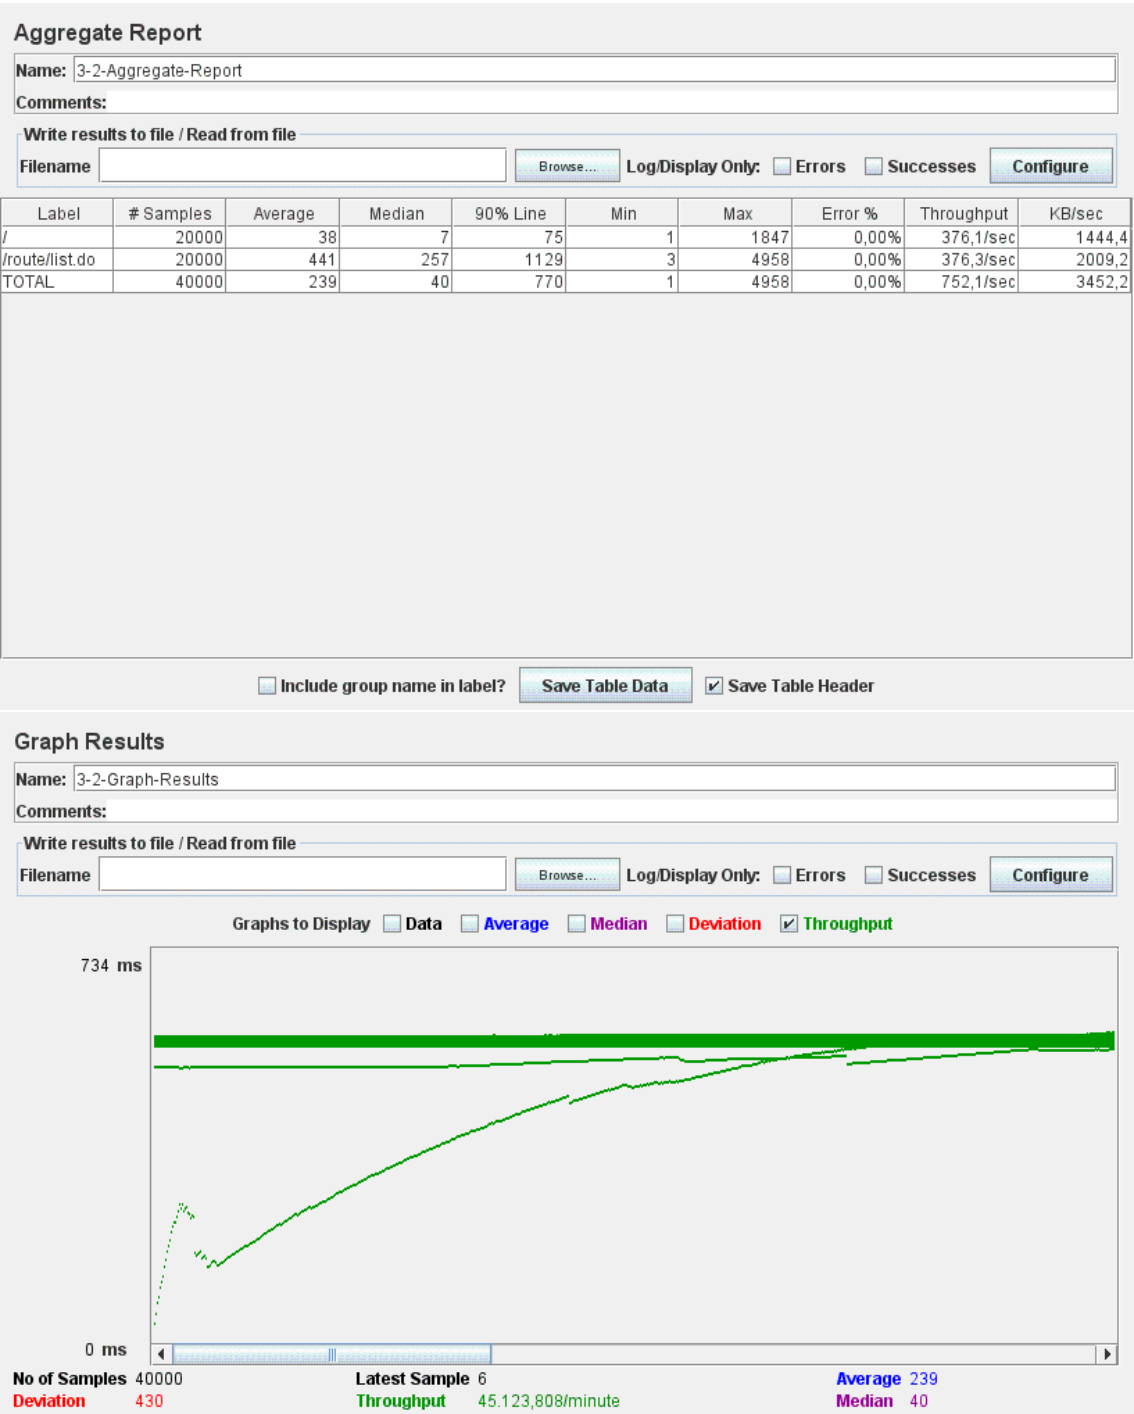 Aggregate Report
Name: 3-2-Aggregate-Report
Comments:
Write results to file / Read from file
Filename Browse... Log/Display Only: Errors Successes Configure
Label # Samples Average Median 90% Line Min Max Error % Throughput KB/sec
/ 20000 38 7 75 1 1847 0,00% 376,1/sec 1444,4
/route/list.do 20000 441 257 1129 3 4958 0,00% 376,3/sec 2009,2
TOTAL 40000 239 40 770 1 4958 0,00% 752,1/sec 3452,2
Include group name in label? Save Table Data Save Table Header
Graph Results
Name: 3-2-Graph-Results
Comments:
Write results to file / Read from file
Filename Browse... Log/Display Only: Errors Successes Configure
Graphs to Display Data Average Median Deviation Throughput
734 ms
0 ms
No of Samples 40000 Latest Sample 6 Average 239
Deviation 430 Throughput 45.123,808/minute Median 40